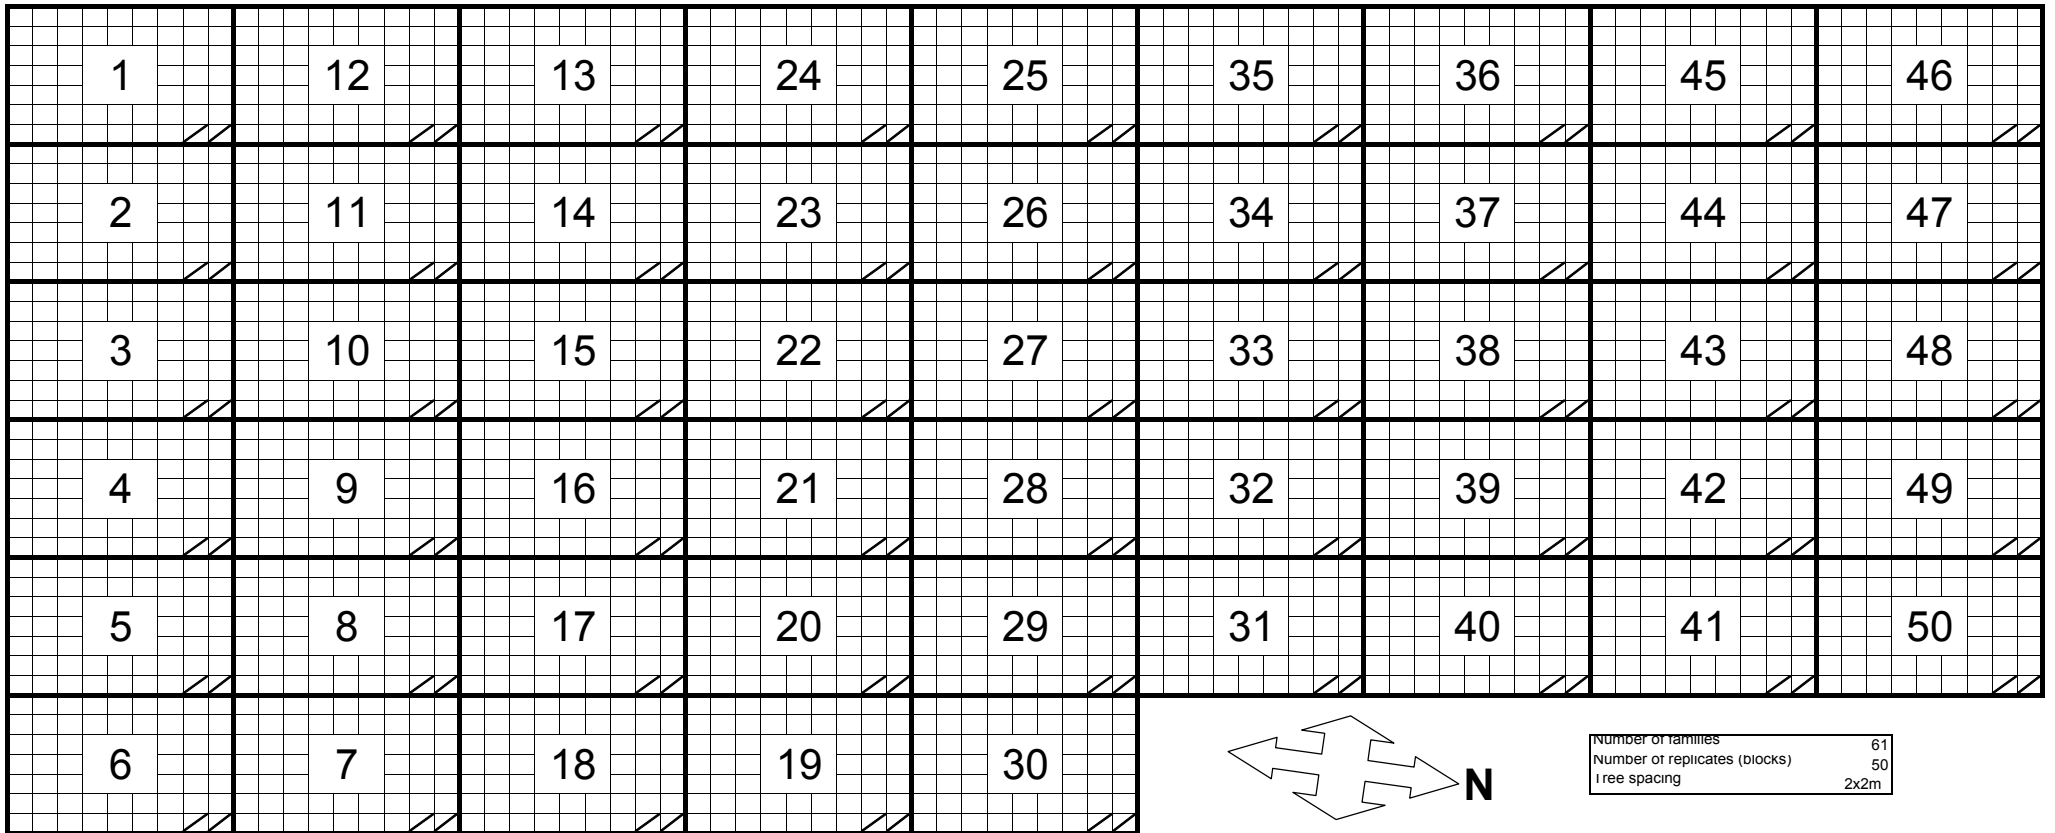 1 12 13 24 25 35 36 45 46
2 11 14 23 26 34 37 44 47
3 10 15 22 27 33 38 43 48
4 9 16 21 28 32 39 42 49
5 8 17 20 29 31 40 41 50
6 7 18 19 30
N
Number of families 61
Number of replicates (blocks) 50
Tree spacing 2x2m